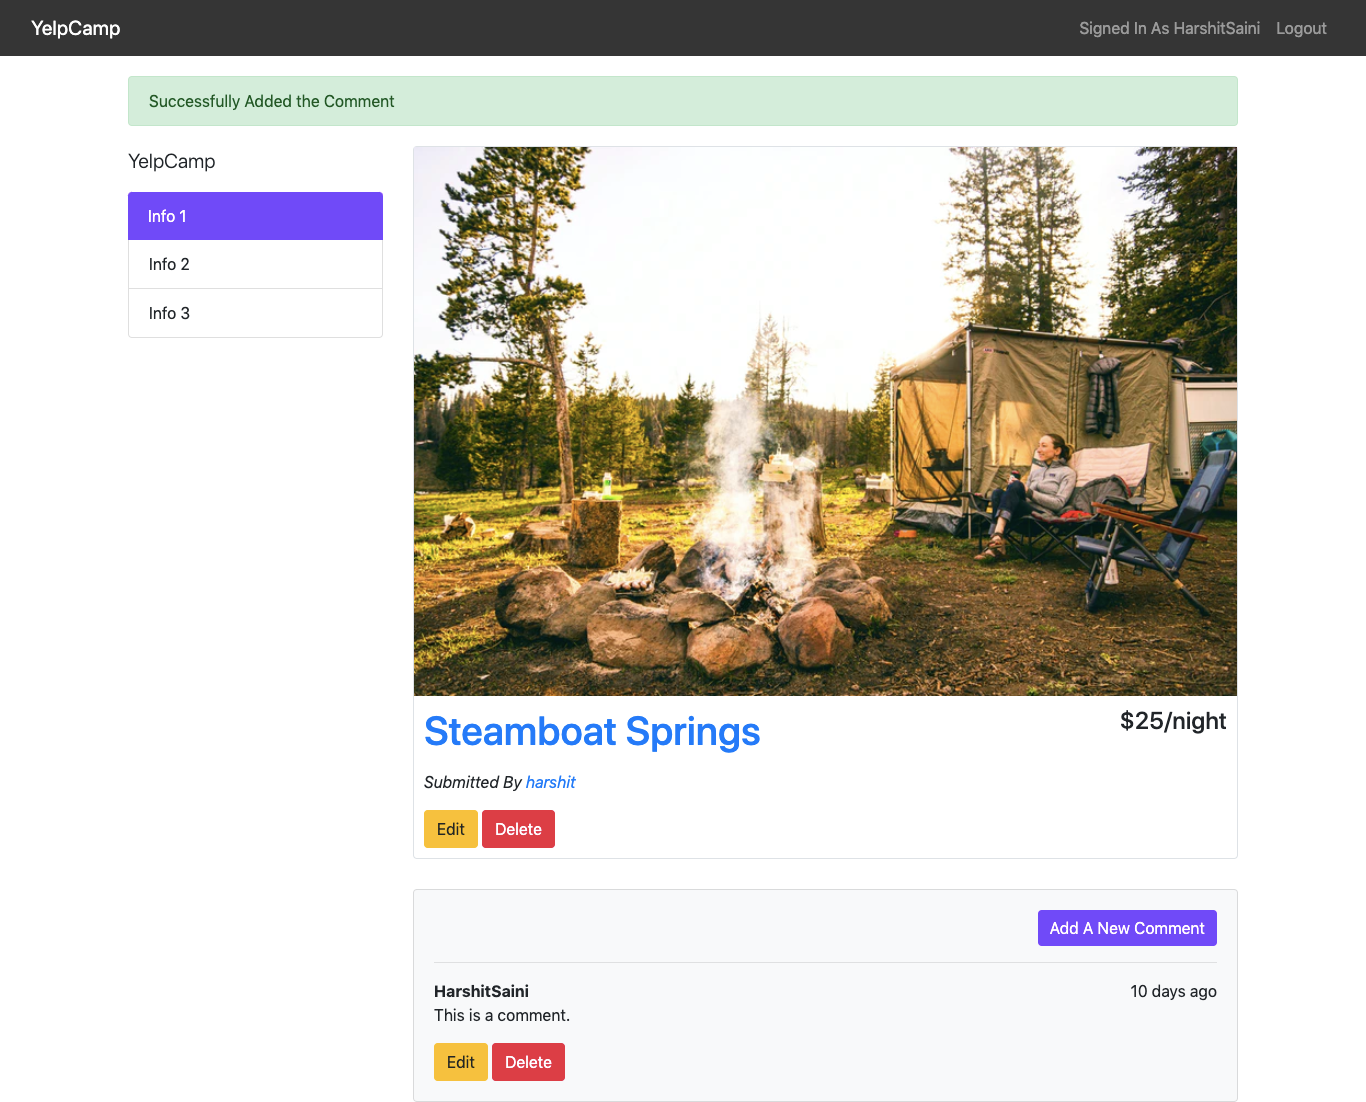 YelpCamp
Signed In As HarshitSaini Logout
Successfully Added the Comment
YelpCamp
Info 1
Info 2
Info 3
Steamboat Springs
$25/night
Submitted By harshit
Edit Delete
Add A New Comment
HarshitSaini
10 days ago
This is a comment.
Edit Delete